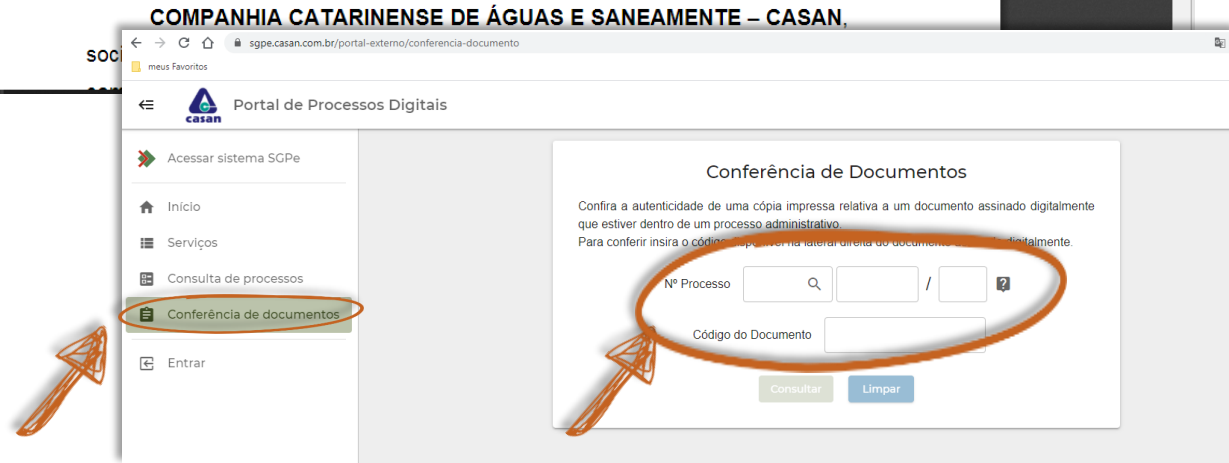 COMPANHIA CATARINENSE DE ÁGUAS E SANEAMENTE – CASAN,
soci
sgpe.casan.com.br/portal-externo/conferencia-documento
meus Favoritos
casan
Portal de Processos Digitais
Acessar sistema SGPe
Início
Serviços
Consulta de processos
Conferência de documentos
Entrar
Conferência de Documentos
Confira a autenticidade de uma cópia impressa relativa a um documento assinado digitalmente
que estiver dentro de um processo administrativo.
Para conferir insira o código disponível na lateral direita do documento digitalmente.
Nº Processo /
Código do Documento
Consultar Limpar